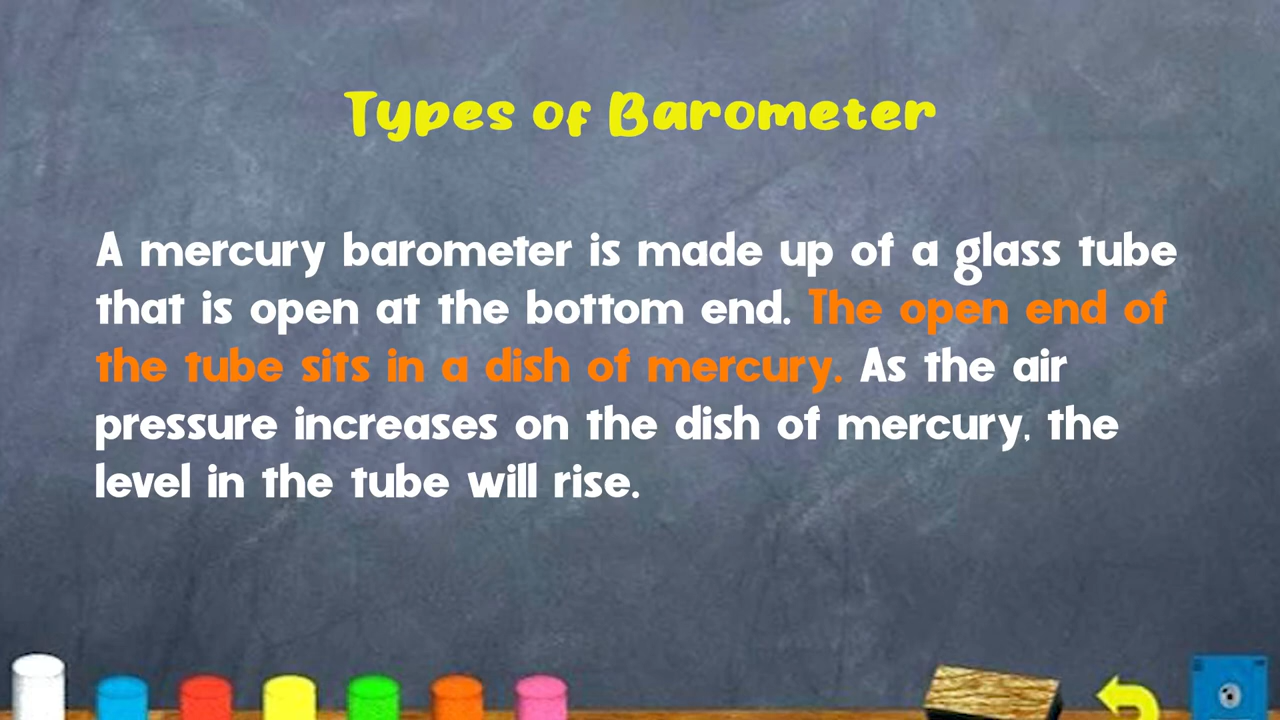 Types of Barometer
A mercury barometer is made up of a glass tube
that is open at the bottom end. The open end of
the tube sits in a dish of mercury. As the air
pressure increases on the dish of mercury, the
level in the tube will rise.